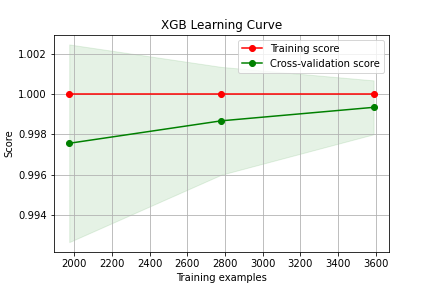 XGB Learning Curve
Training score
Cross-validation score
1.002
1.000
0.998
0.996
0.994
Score
2000 2200 2400 2600 2800 3000 3200 3400 3600
Training examples